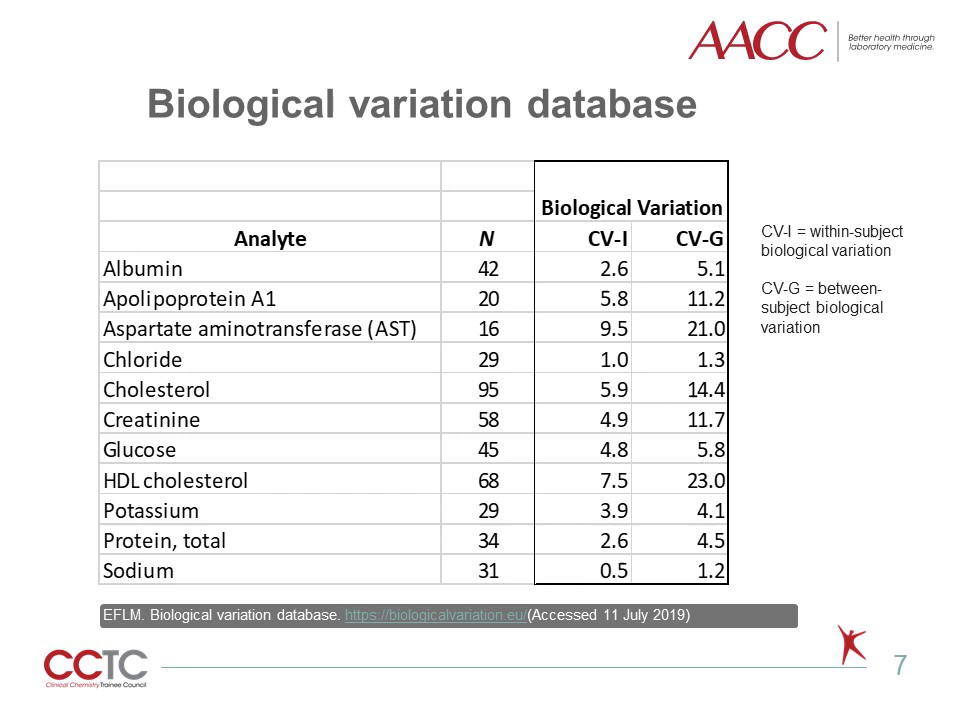 AACC
Better health through
laboratory medicine.
Biological variation database
Biological Variation
Analyte N CV-I CV-G
Albumin 42 2.6 5.1
Apolipoprotein A1 20 5.8 11.2
Aspartate aminotransferase (AST) 16 9.5 21.0
Chloride 29 1.0 1.3
Cholesterol 95 5.9 14.4
Creatinine 58 4.9 11.7
Glucose 45 4.8 5.8
HDL cholesterol 68 7.5 23.0
Potassium 29 3.9 4.1
Protein, total 34 2.6 4.5
Sodium 31 0.5 1.2
CV-I = within-subject
biological variation
CV-G = between-
subject biological
variation
EFLM. Biological variation database. https://biologicalvariation.eu/(Accessed 11 July 2019)
CCTC
Clinical Chemistry Trainee Council
7